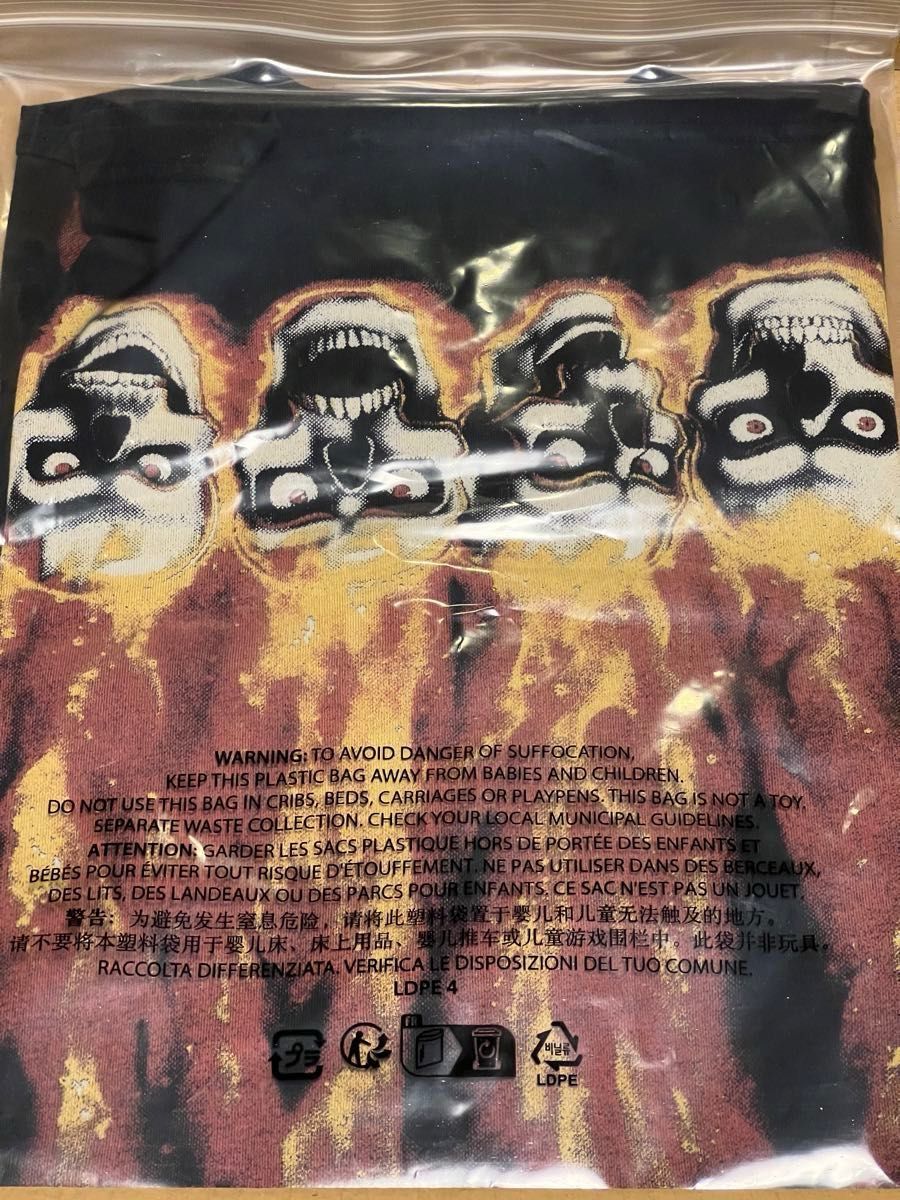 WARNING: TO AVOID DANGER OF SUFFOCATION,
KEEP THIS PLASTIC BAG AWAY FROM BABIES AND CHILDREN.
DO NOT USE THIS BAG IN CRIBS, BEDS, CARRIAGES OR PLAYPENS. THIS BAG IS NOT A TOY.
SEPARATE WASTE COLLECTION. CHECK YOUR LOCAL MUNICIPAL GUIDELINES.
ATTENTION: GARDER LES SACS PLASTIQUE HORS DE PORTÉE DES ENFANTS ET
BÉBÉS POUR ÉVITER TOUT RISQUE D'ÉTOUFFEMENT. NE PAS UTILISER DANS DES BERCEAUX,
DES LITS, DES LANDEAUX OU DES PARCS POUR ENFANTS. CE SAC N'EST PAS UN JOUET.
警告: 为避免发生窒息危险，请将此塑料袋置于婴儿和儿童无法触及的地方。
请不要将本塑料袋用于婴儿床、床上用品、婴儿推车或儿童游戏围栏中。此袋并非玩具。
RACCOLTA DIFFERENZIATA. VERIFICA LE DISPOSIZIONI DEL TUO COMUNE.
LDPE 4
プラ
비닐류
LDPE